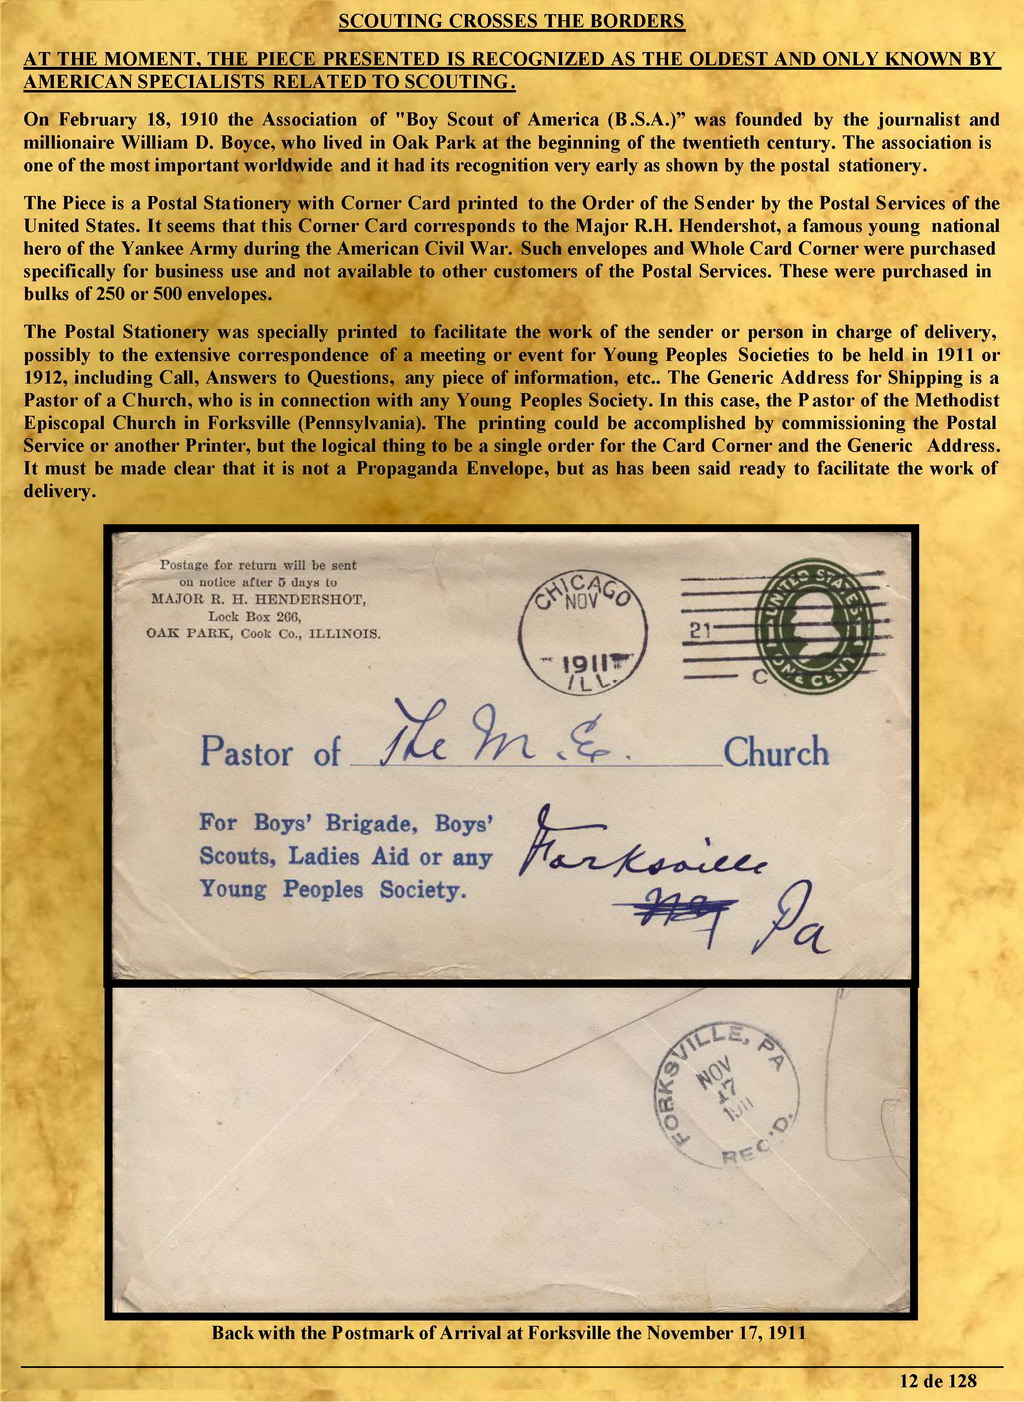 SCOUTING CROSSES THE BORDERS
AT THE MOMENT, THE PIECE PRESENTED IS RECOGNIZED AS THE OLDEST AND ONLY KNOWN BY
AMERICAN SPECIALISTS RELATED TO SCOUTING.
On February 18, 1910 the Association of "Boy Scout of America (B.S.A.)” was founded by the journalist and
millionaire William D. Boyce, who lived in Oak Park at the beginning of the twentieth century. The association is
one of the most important worldwide and it had its recognition very early as shown by the postal stationery.
The Piece is a Postal Stationery with Corner Card printed to the Order of the Sender by the Postal Services of the
United States. It seems that this Corner Card corresponds to the Major R.H. Hendershot, a famous young national
hero of the Yankee Army during the American Civil War. Such envelopes and Whole Card Corner were purchased
specifically for business use and not available to other customers of the Postal Services. These were purchased in
bulks of 250 or 500 envelopes.
The Postal Stationery was specially printed to facilitate the work of the sender or person in charge of delivery,
possibly to the extensive correspondence of a meeting or event for Young Peoples Societies to be held in 1911 or
1912, including Call, Answers to Questions, any piece of information, etc.. The Generic Address for Shipping is a
Pastor of a Church, who is in connection with any Young Peoples Society. In this case, the Pastor of the Methodist
Episcopal Church in Forksville (Pennsylvania). The printing could be accomplished by commissioning the Postal
Service or another Printer, but the logical thing to be a single order for the Card Corner and the Generic Address.
It must be made clear that it is not a Propaganda Envelope, but as has been said ready to facilitate the work of
delivery.
Postage for return will be sent
on notice after 5 days to
MAJOR R. H. HENDERSHOT,
Lock Box 266,
OAK PARK, Cook Co., ILLINOIS.
CHICAGO
NOV
1911
ILL.
21
C
UNITED STATES
ONE CENT
Pastor of The M.E. Church
For Boys' Brigade, Boys'
Scouts, Ladies Aid or any
Young Peoples Society.
Forksville
Pa
FORKSVILLE, PA
NOV
17
1911
REC'D.
Back with the Postmark of Arrival at Forksville the November 17, 1911
12 de 128